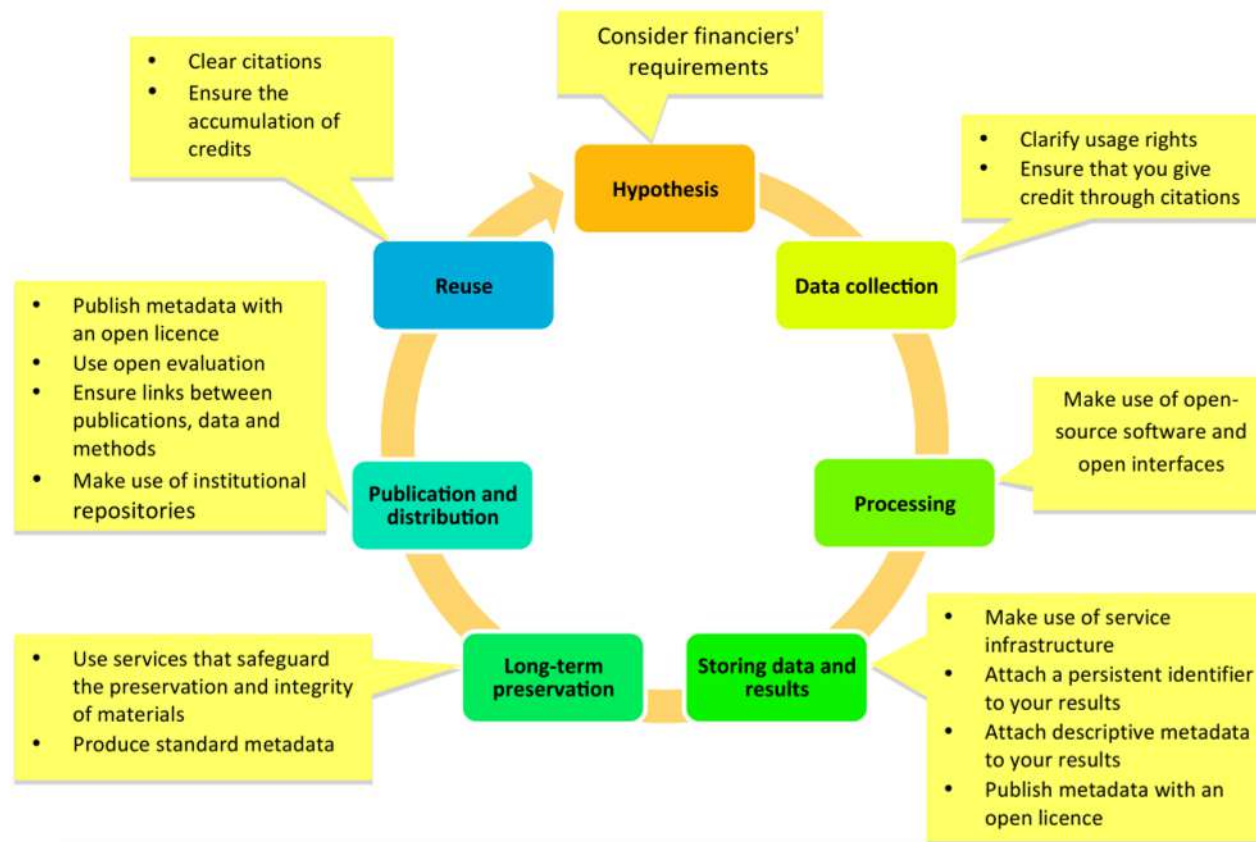 Consider financiers'
requirements
Hypothesis
• Clarify usage rights
• Ensure that you give
credit through citations
Data collection
Make use of open-
source software and
open interfaces
Processing
• Make use of service
infrastructure
• Attach a persistent identifier
to your results
• Attach descriptive metadata
to your results
• Publish metadata with an
open licence
Storing data and
results
• Use services that safeguard
the preservation and integrity
of materials
• Produce standard metadata
Long-term
preservation
• Publish metadata with
an open licence
• Use open evaluation
• Ensure links between
publications, data and
methods
• Make use of institutional
repositories
Publication and
distribution
• Clear citations
• Ensure the
accumulation of
credits
Reuse